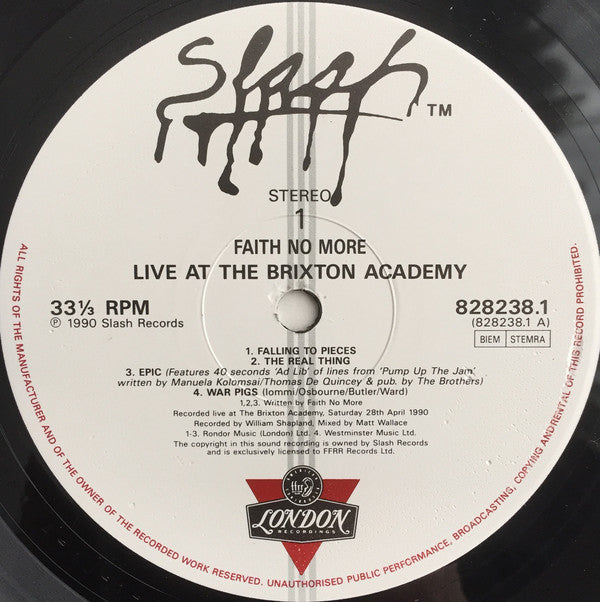 Slash TM
STEREO
1
FAITH NO MORE
LIVE AT THE BRIXTON ACADEMY
33⅓ RPM
℗ 1990 Slash Records
828238.1
(828238.1 A)
BIEM STEMRA
1. FALLING TO PIECES
2. THE REAL THING
3. EPIC (Features 40 seconds 'Ad Lib' of lines from 'Pump Up The Jam'
written by Manuela Kolomsai/Thomas De Quincey & pub. by The Brothers)
4. WAR PIGS (Iommi/Osbourne/Butler/Ward)
1,2,3. Written by Faith No More
Recorded live at The Brixton Academy, Saturday 28th April 1990
Recorded by William Shapland, Mixed by Matt Wallace
1-3. Rondor Music (London) Ltd. 4. Westminster Music Ltd.
The copyright in this sound recording is owned by Slash Records
and is exclusively licensed to FFRR Records Ltd.
ffrr
LONDON
RECORDINGS
ALL RIGHTS OF THE MANUFACTURER AND OF THE OWNER OF THE RECORDED WORK RESERVED. UNAUTHORISED PUBLIC PERFORMANCE, BROADCASTING, COPYING AND RENTAL OF THIS RECORD PROHIBITED.